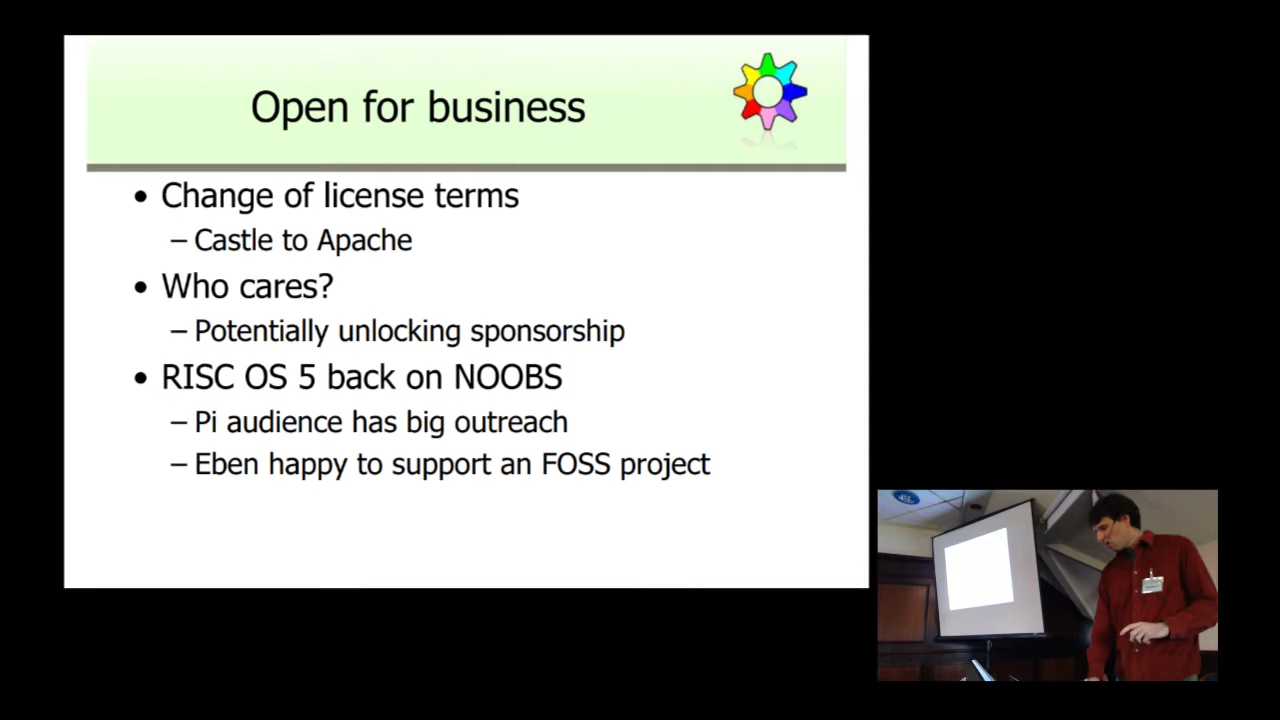 Open for business
• Change of license terms
– Castle to Apache
• Who cares?
– Potentially unlocking sponsorship
• RISC OS 5 back on NOOBS
– Pi audience has big outreach
– Eben happy to support an FOSS project